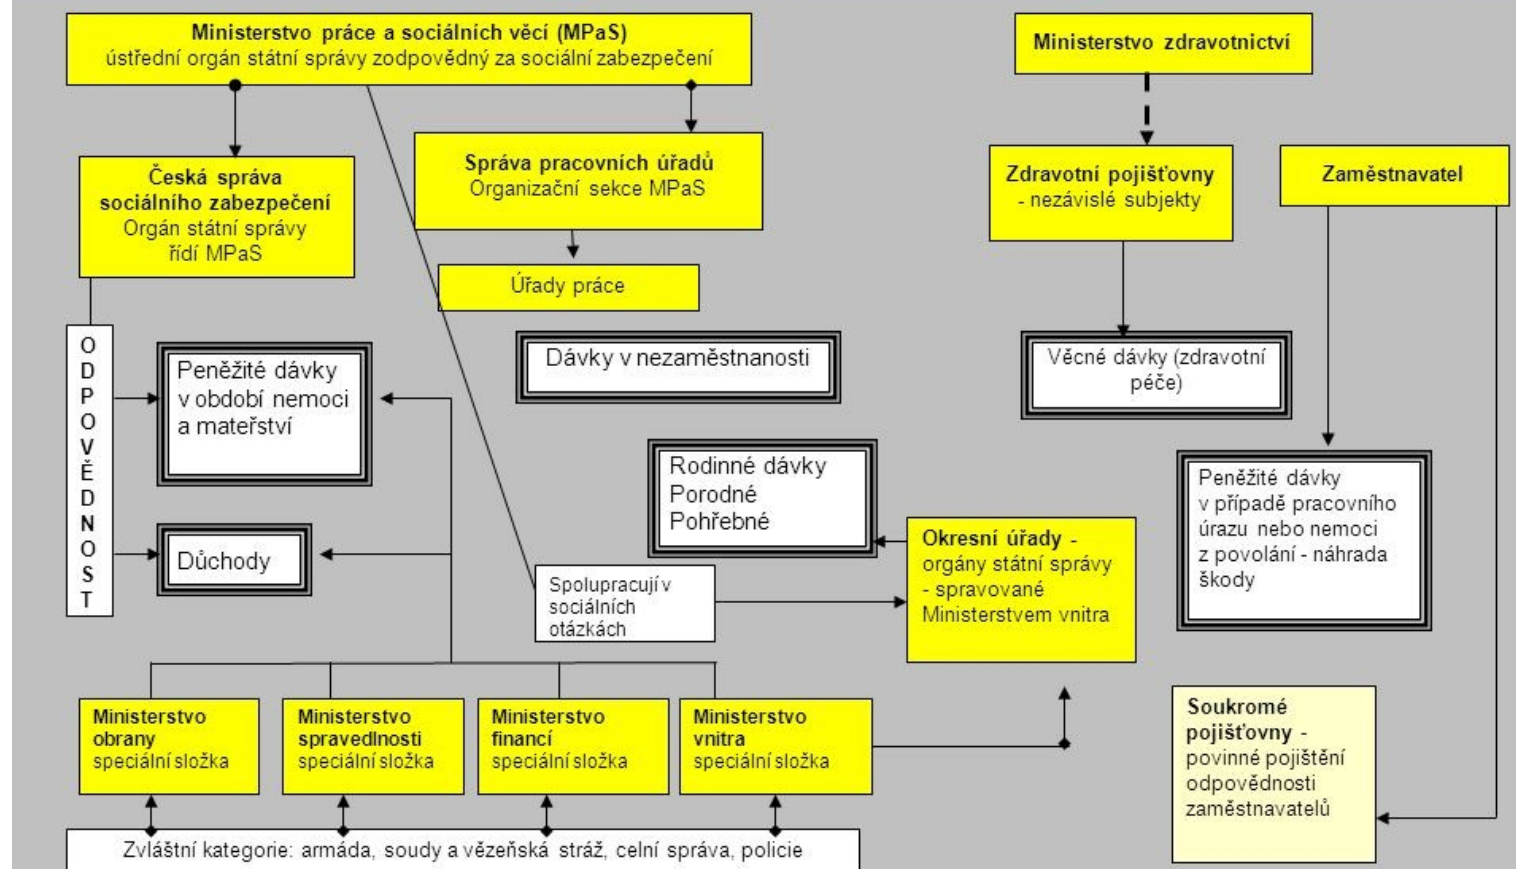 Ministerstvo práce a sociálních věcí (MPaS)
ústřední orgán státní správy zodpovědný za sociální zabezpečení
Ministerstvo zdravotnictví
Česká správa
sociálního zabezpečení
Orgán státní správy
řídí MPaS
Správa pracovních úřadů
Organizační sekce MPaS
Úřady práce
Zdravotní pojišťovny
- nezávislé subjekty
Zaměstnavatel
O
D
P
O
V
Ě
D
N
O
S
T
Peněžité dávky
v období nemoci
a mateřství
Dávky v nezaměstnanosti
Věcné dávky (zdravotní
péče)
Rodinné dávky
Porodné
Pohřebné
Peněžité dávky
v případě pracovního
úrazu nebo nemoci
z povolání - náhrada
škody
Důchody
Spolupracují v
sociálních
otázkách
Okresní úřady -
orgány státní správy
- spravované
Ministerstvem vnitra
Ministerstvo
obrany
speciální složka
Ministerstvo
spravedlnosti
speciální složka
Ministerstvo
financí
speciální složka
Ministerstvo
vnitra
speciální složka
Soukromé
pojišťovny -
povinné pojištění
odpovědnosti
zaměstnavatelů
Zvláštní kategorie: armáda, soudy a vězeňská stráž, celní správa, policie